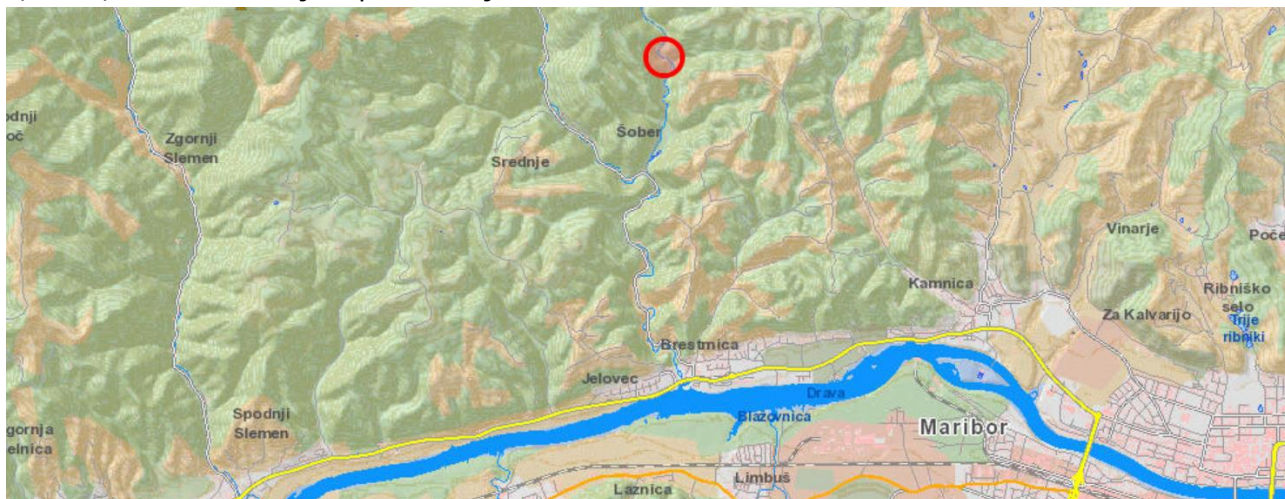 odnji
oč
Zgornji
Slemen
Srednje
Šober
Vinarje
Poče
Kamnica
Ribniško
selo
Trije
ribniki
Za Kalvarijo
Brestrnica
Jelovec
Drava
Blazovnica
Spodnji
Slemen
Maribor
gornja
elnica
Limbuš
Laznica